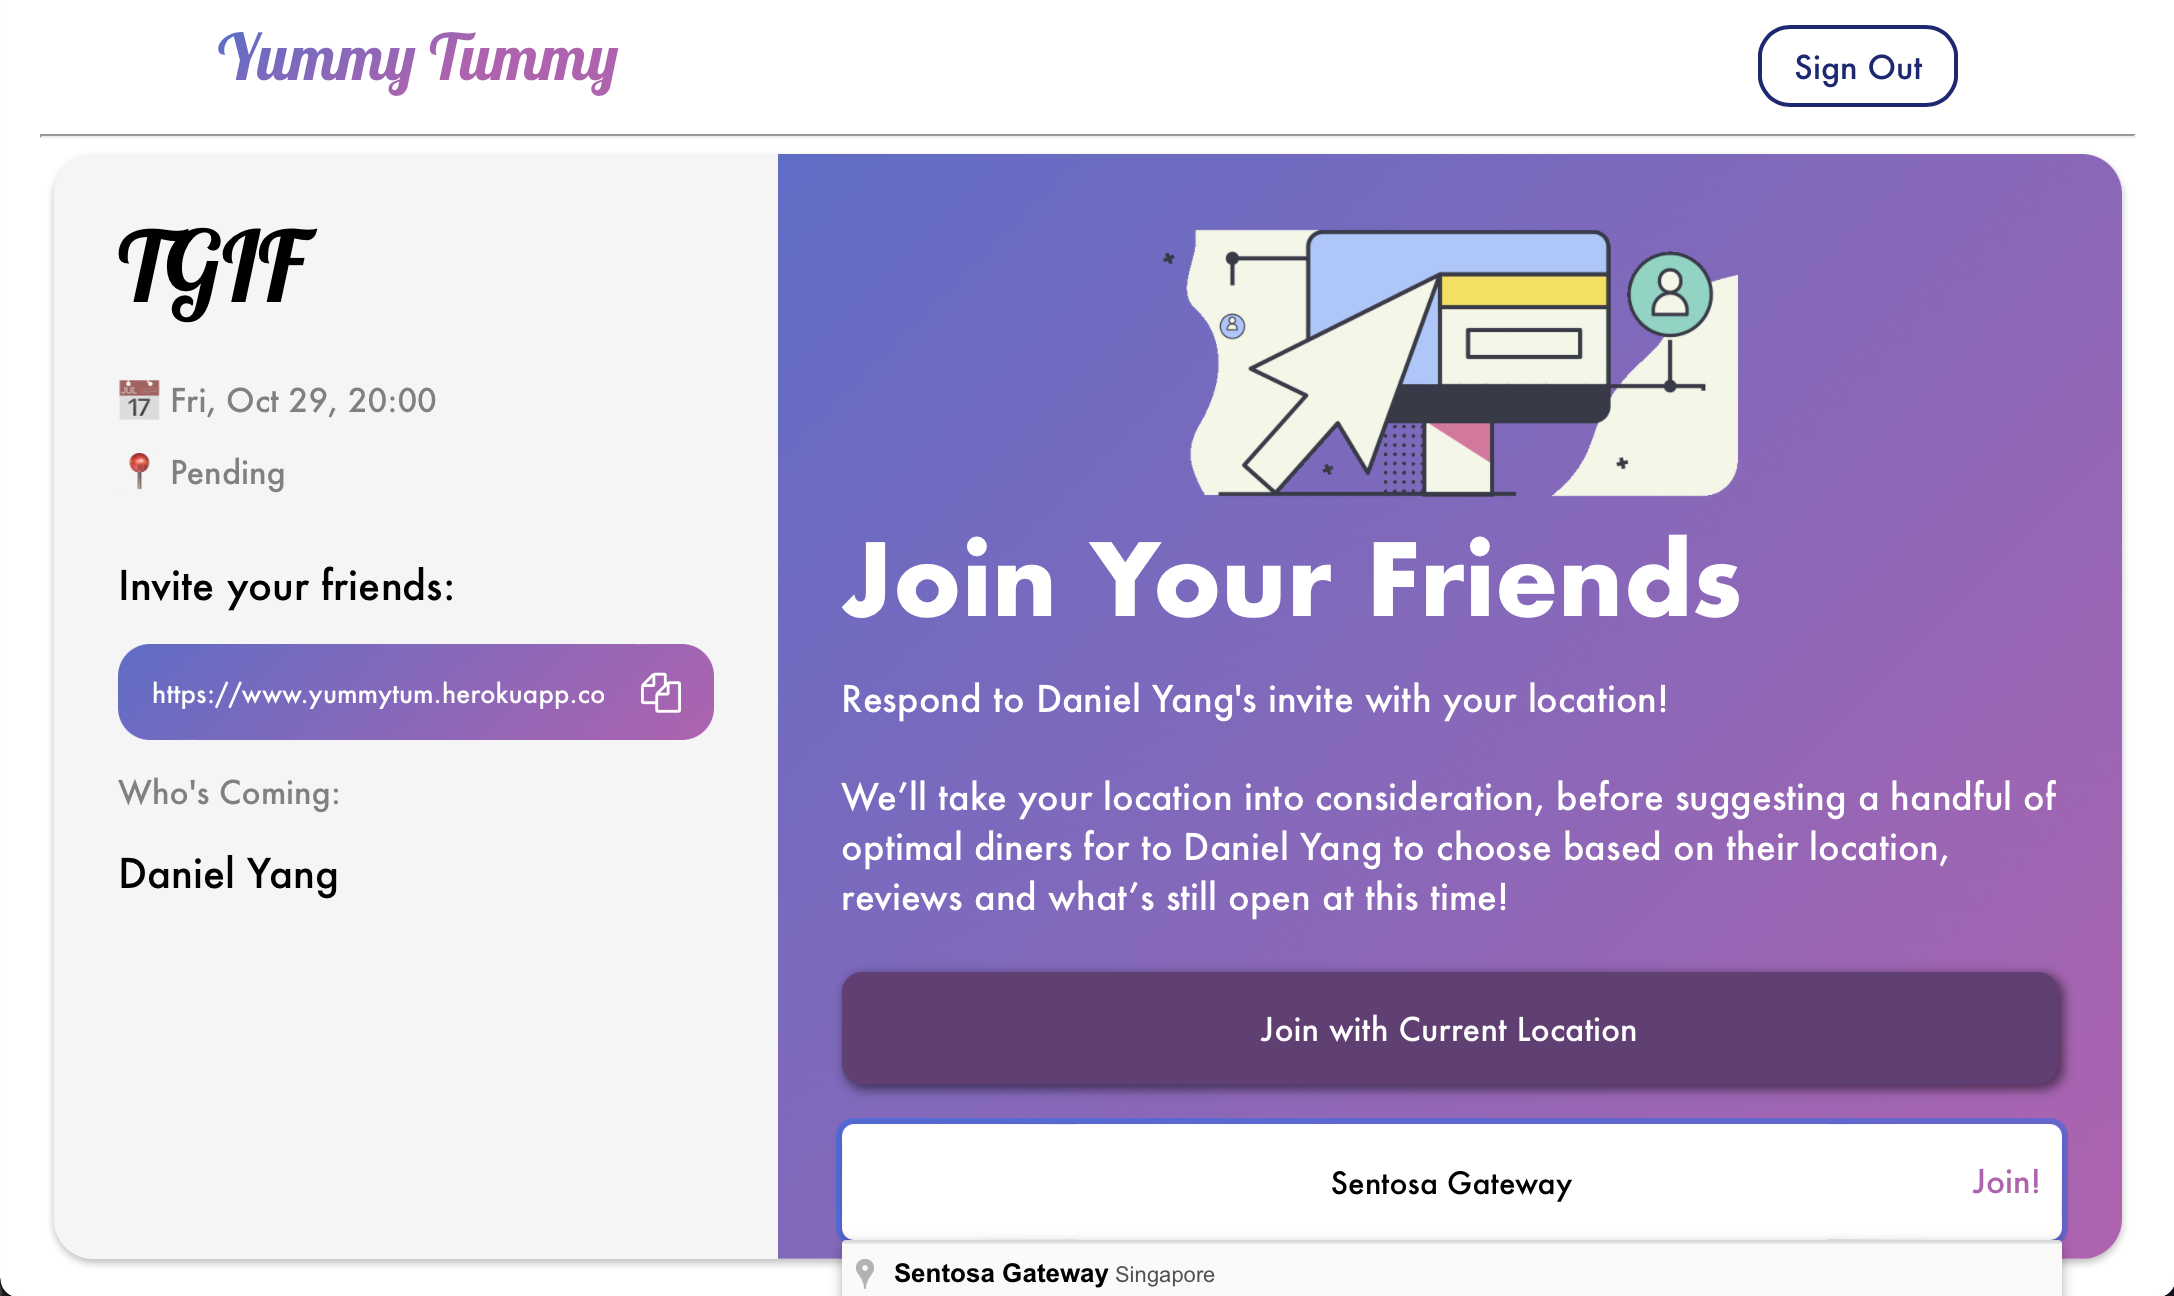 Yummy Tummy
Sign Out
TGIF
JUL
17
Fri, Oct 29, 20:00
Pending
Invite your friends:
https://www.yummytum.herokuapp.co
Who's Coming:
Daniel Yang
Join Your Friends
Respond to Daniel Yang's invite with your location!
We’ll take your location into consideration, before suggesting a handful of
optimal diners for to Daniel Yang to choose based on their location,
reviews and what’s still open at this time!
Join with Current Location
Sentosa Gateway
Join!
Sentosa Gateway Singapore